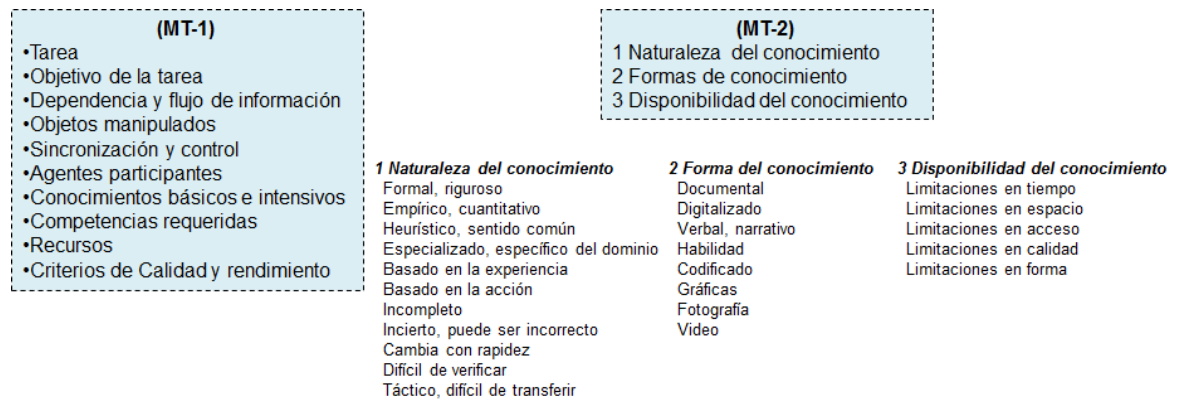 (MT-1)
•Tarea
•Objetivo de la tarea
•Dependencia y flujo de información
•Objetos manipulados
•Sincronización y control
•Agentes participantes
•Conocimientos básicos e intensivos
•Competencias requeridas
•Recursos
•Criterios de Calidad y rendimiento
(MT-2)
1 Naturaleza del conocimiento
2 Formas de conocimiento
3 Disponibilidad del conocimiento
1 Naturaleza del conocimiento
Formal, riguroso
Empírico, cuantitativo
Heurístico, sentido común
Especializado, específico del dominio
Basado en la experiencia
Basado en la acción
Incompleto
Incierto, puede ser incorrecto
Cambia con rapidez
Difícil de verificar
Táctico, difícil de transferir
2 Forma del conocimiento
Documental
Digitalizado
Verbal, narrativo
Habilidad
Codificado
Gráficas
Fotografía
Video
3 Disponibilidad del conocimiento
Limitaciones en tiempo
Limitaciones en espacio
Limitaciones en acceso
Limitaciones en calidad
Limitaciones en forma